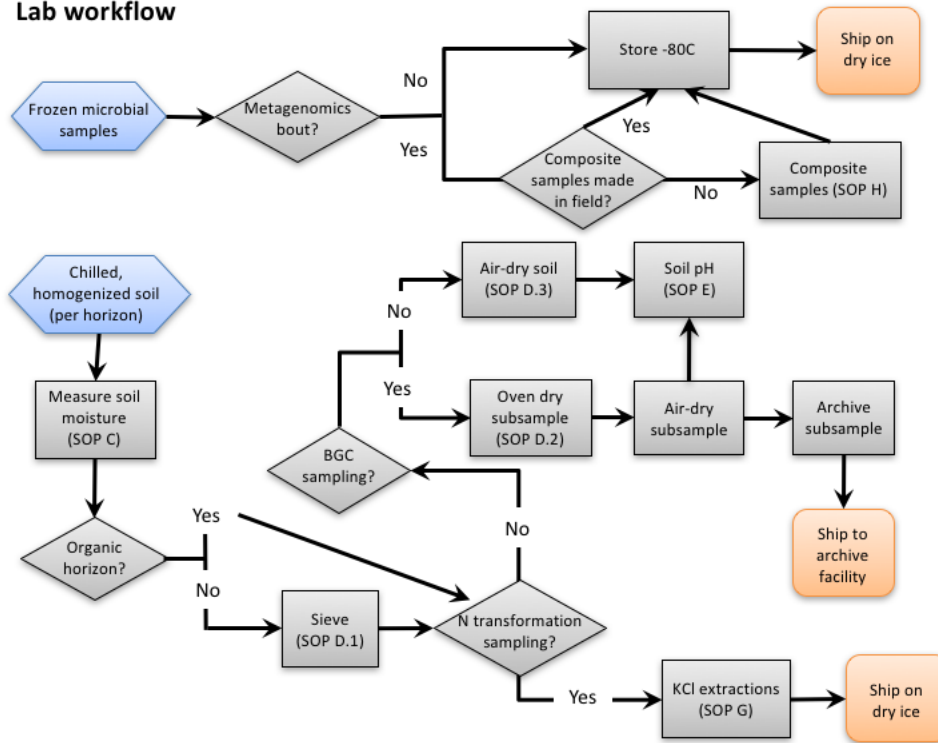 Lab workflow
Frozen microbial
samples
Metagenomics
bout?
No
Yes
Store -80C
Ship on
dry ice
Composite
samples made
in field?
Yes
No
Composite
samples (SOP H)
Chilled,
homogenized soil
(per horizon)
Measure soil
moisture
(SOP C)
Organic
horizon?
Yes
No
Sieve
(SOP D.1)
N transformation
sampling?
No
Yes
BGC
sampling?
No
Yes
Air-dry soil
(SOP D.3)
Soil pH
(SOP E)
Oven dry
subsample
(SOP D.2)
Air-dry
subsample
Archive
subsample
Ship to
archive
facility
KCl extractions
(SOP G)
Ship on
dry ice